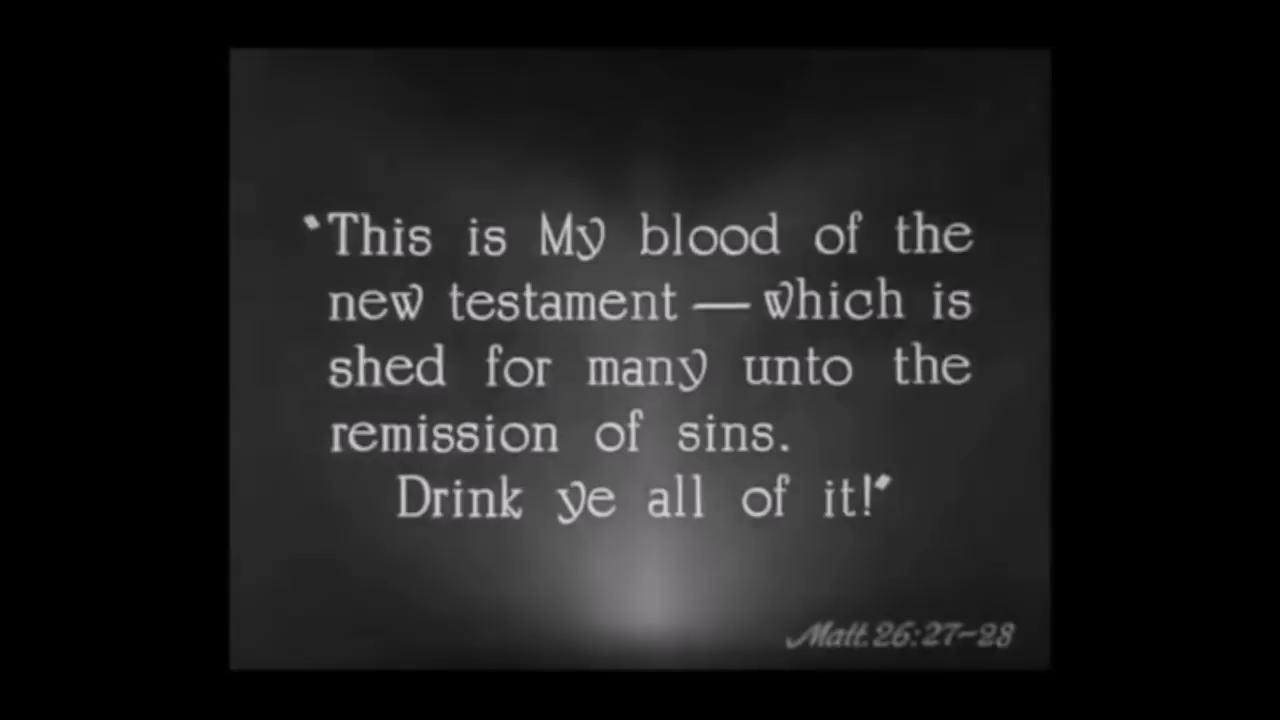 "This is My blood of the
new testament — which is
shed for many unto the
remission of sins.
Drink ye all of it!"
Matt. 26:27-28